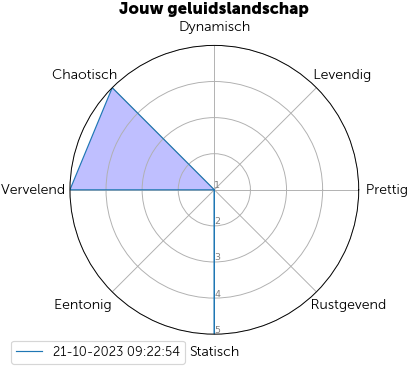 Jouw geluidslandschap
Dynamisch
Chaotisch
Levendig
Vervelend
1
Prettig
2
3
4
Eentonig
Rustgevend
5
21-10-2023 09:22:54
Statisch